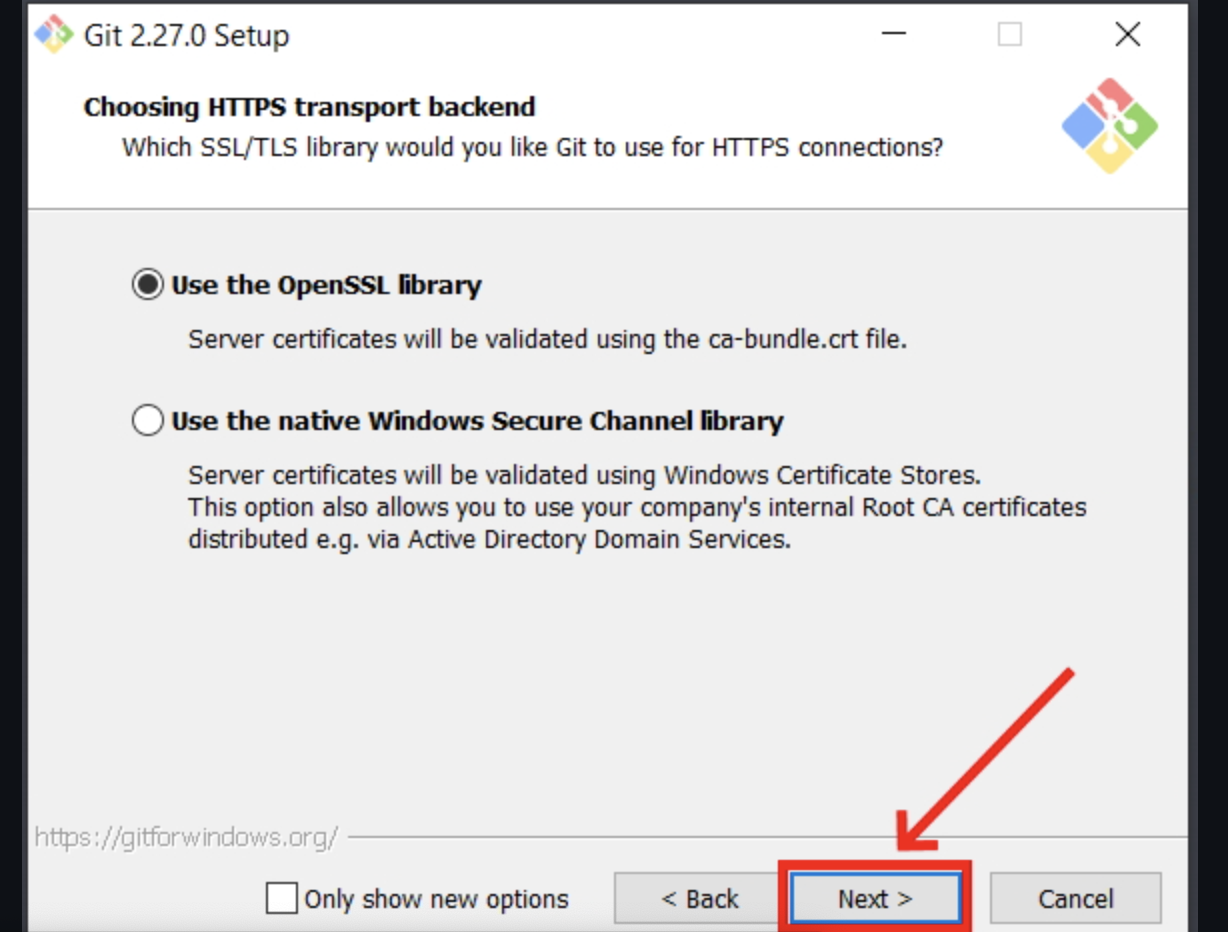 Git 2.27.0 Setup
Choosing HTTPS transport backend
Which SSL/TLS library would you like Git to use for HTTPS connections?
Use the OpenSSL library
Server certificates will be validated using the ca-bundle.crt file.
Use the native Windows Secure Channel library
Server certificates will be validated using Windows Certificate Stores.
This option also allows you to use your company's internal Root CA certificates
distributed e.g. via Active Directory Domain Services.
https://gitforwindows.org/
Only show new options
< Back
Next >
Cancel